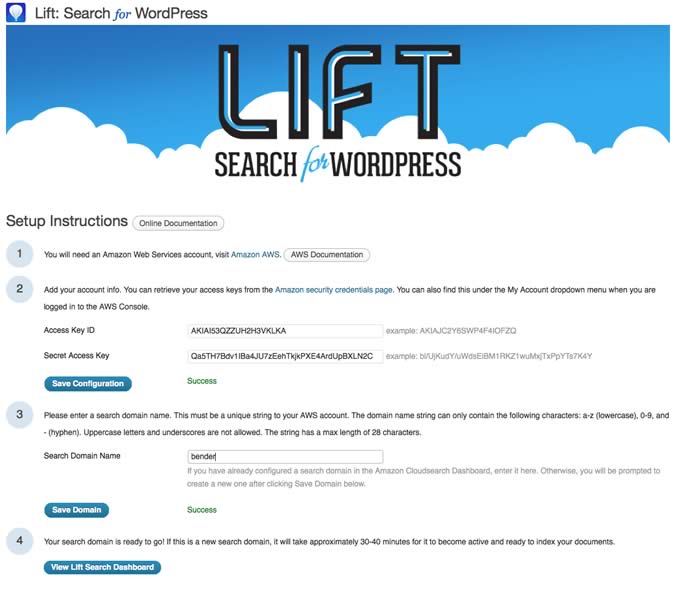 Lift: Search for WordPress
LIFT
SEARCH for WORDPRESS
Setup Instructions Online Documentation
1
You will need an Amazon Web Services account, visit Amazon AWS. AWS Documentation
2
Add your account info. You can retrieve your access keys from the Amazon security credentials page. You can also find this under the My Account dropdown menu when you are
logged in to the AWS Console.
Access Key ID AKIAI53QZZUH2H3VKLKA example: AKIAJC2Y6SWP4F4IOFZQ
Secret Access Key Qa5TH7Bdv1IBa4JU7zEehTkjkPXE4ArdUpBXLN2C example: bl/UjKudY/uWdsEiBM1RKZ1wuMxjTxPpYTs7K4Y
Save Configuration Success
3
Please enter a search domain name. This must be a unique string to your AWS account. The domain name string can only contain the following characters: a-z (lowercase), 0-9, and
- (hyphen). Uppercase letters and underscores are not allowed. The string has a max length of 28 characters.
Search Domain Name bender
If you have already configured a search domain in the Amazon Cloudsearch Dashboard, enter it here. Otherwise, you will be prompted to
create a new one after clicking Save Domain below.
Save Domain Success
4
Your search domain is ready to go! If this is a new search domain, it will take approximately 30-40 minutes for it to become active and ready to index your documents.
View Lift Search Dashboard